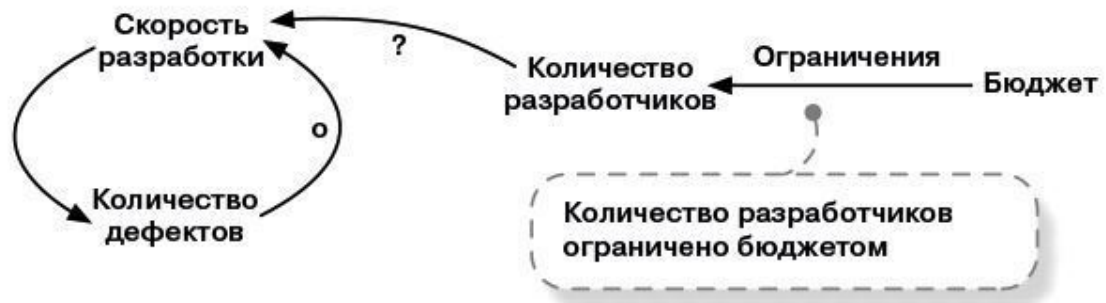 Скорость
разработки
?
Количество
разработчиков
Ограничения
Бюджет
о
Количество
дефектов
Количество разработчиков
ограничено бюджетом